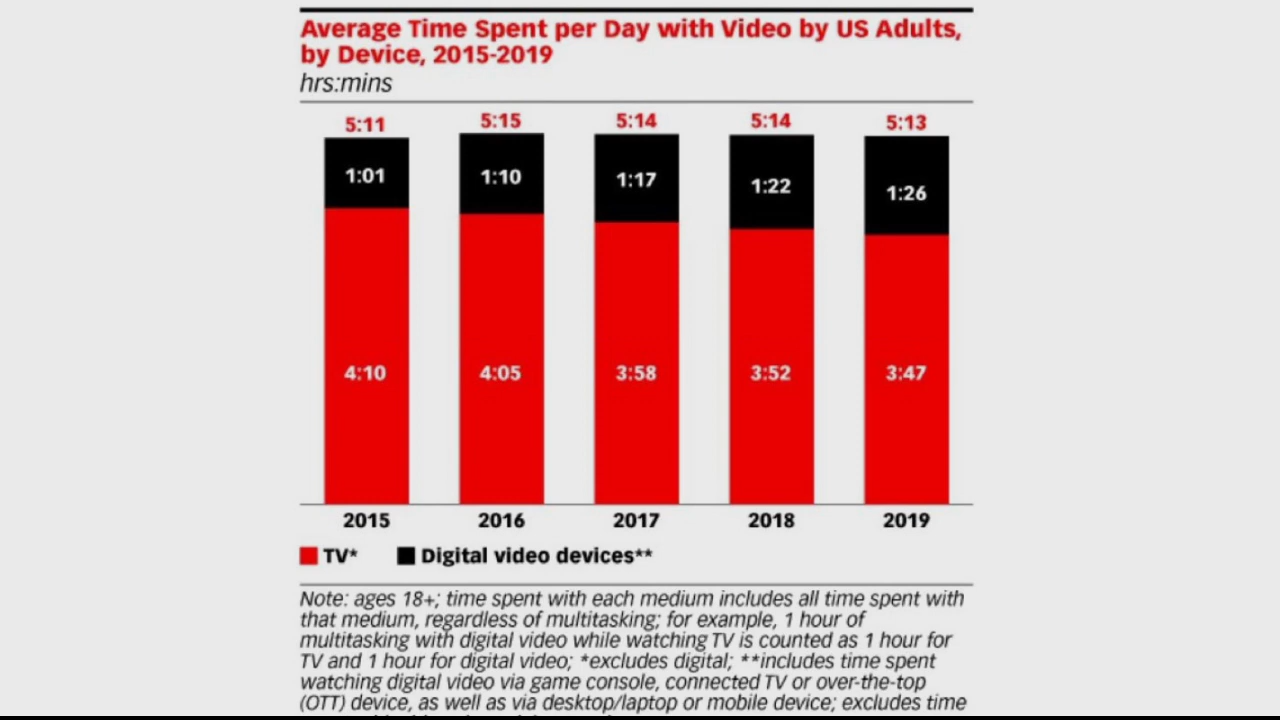 Average Time Spent per Day with Video by US Adults,
by Device, 2015-2019
hrs:mins
5:11 5:15 5:14 5:14 5:13
1:01 1:10 1:17 1:22 1:26
4:10 4:05 3:58 3:52 3:47
2015 2016 2017 2018 2019
TV* Digital video devices**
Note: ages 18+; time spent with each medium includes all time spent with
that medium, regardless of multitasking; for example, 1 hour of
multitasking with digital video while watching TV is counted as 1 hour for
TV and 1 hour for digital video; *excludes digital; **includes time spent
watching digital video via game console, connected TV or over-the-top
(OTT) device, as well as via desktop/laptop or mobile device; excludes time